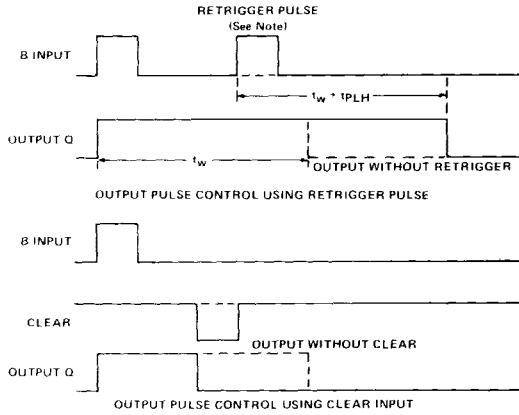 RETRIGGER PULSE
(See Note)
B INPUT
tw + tPLH
OUTPUT Q
tw
OUTPUT WITHOUT RETRIGGER
OUTPUT PULSE CONTROL USING RETRIGGER PULSE
B INPUT
CLEAR
OUTPUT WITHOUT CLEAR
OUTPUT Q
OUTPUT PULSE CONTROL USING CLEAR INPUT